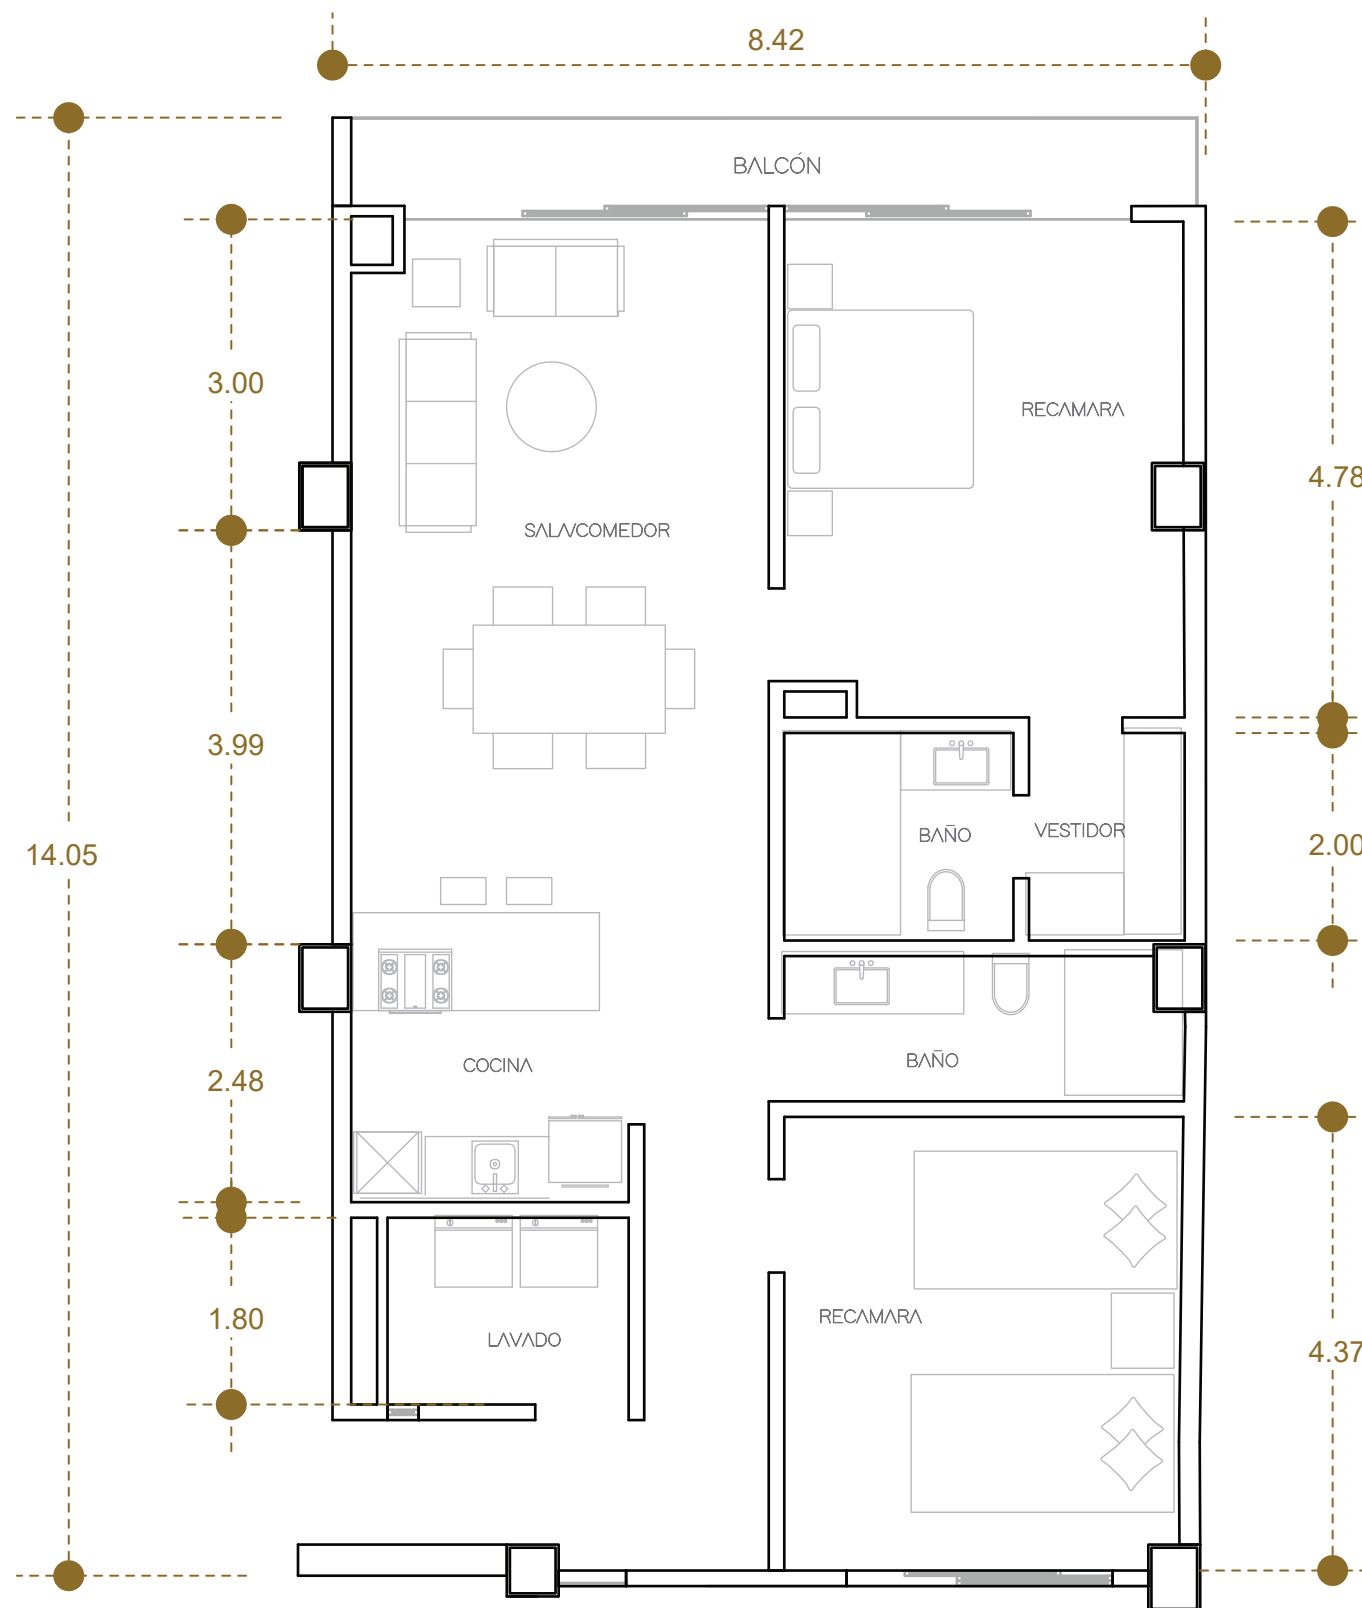 8.42
BALCÓN
3.00
RECAMARA
4.78
SALA/COMEDOR
3.99
BAÑO
VESTIDOR
2.00
14.05
COCINA
BAÑO
2.48
1.80
LAVADO
RECAMARA
4.37